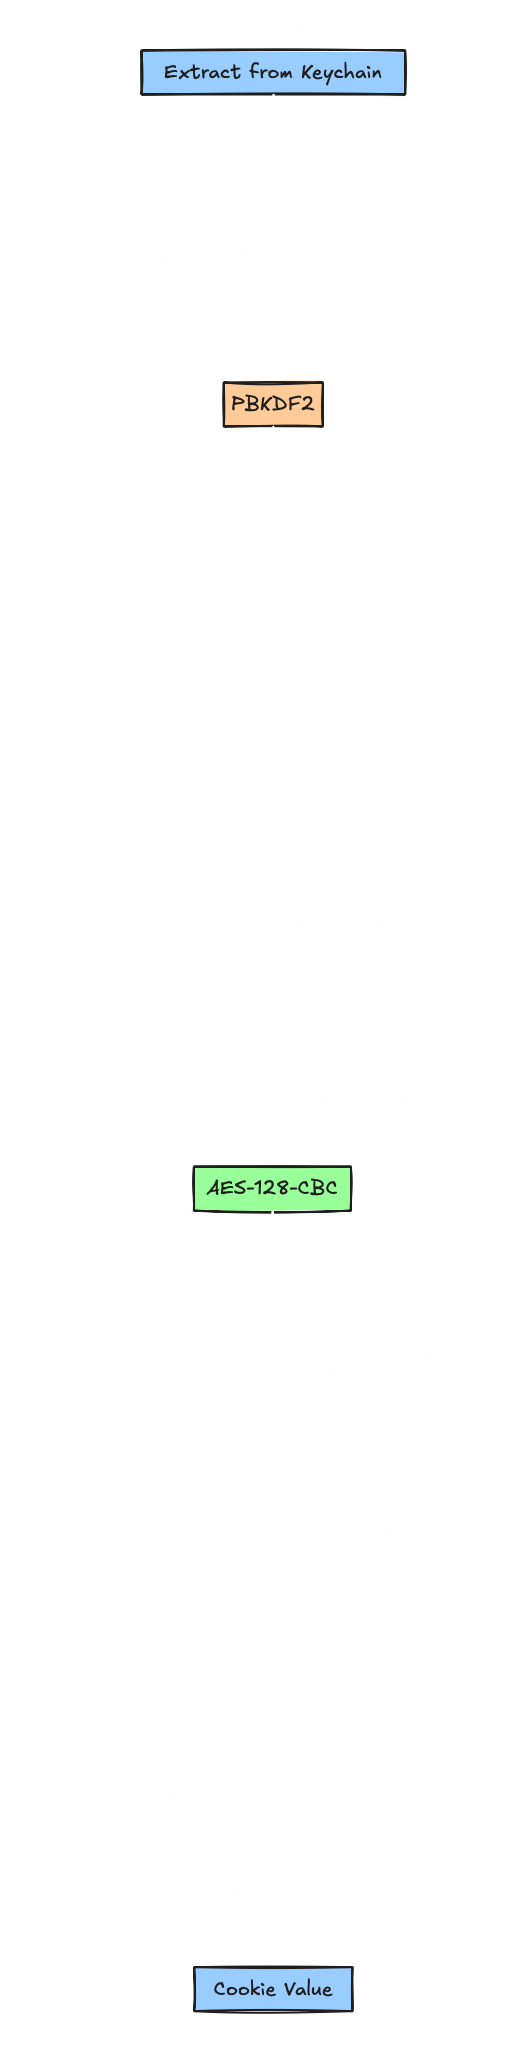 Extract from Keychain
PBKDF2
AES-128-CBC
Cookie Value